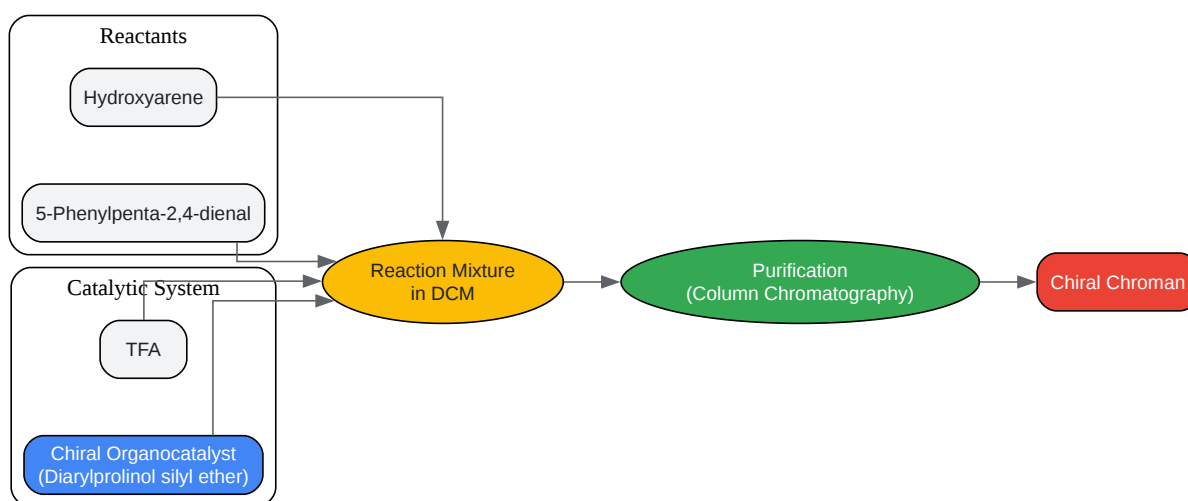 Reactants
Hydroxyarene
5-Phenylpenta-2,4-dienal
Catalytic System
TFA
Chiral Organocatalyst
(Diarylprolinol silyl ether)
Reaction Mixture
in DCM
Purification
(Column Chromatography)
Chiral Chroman